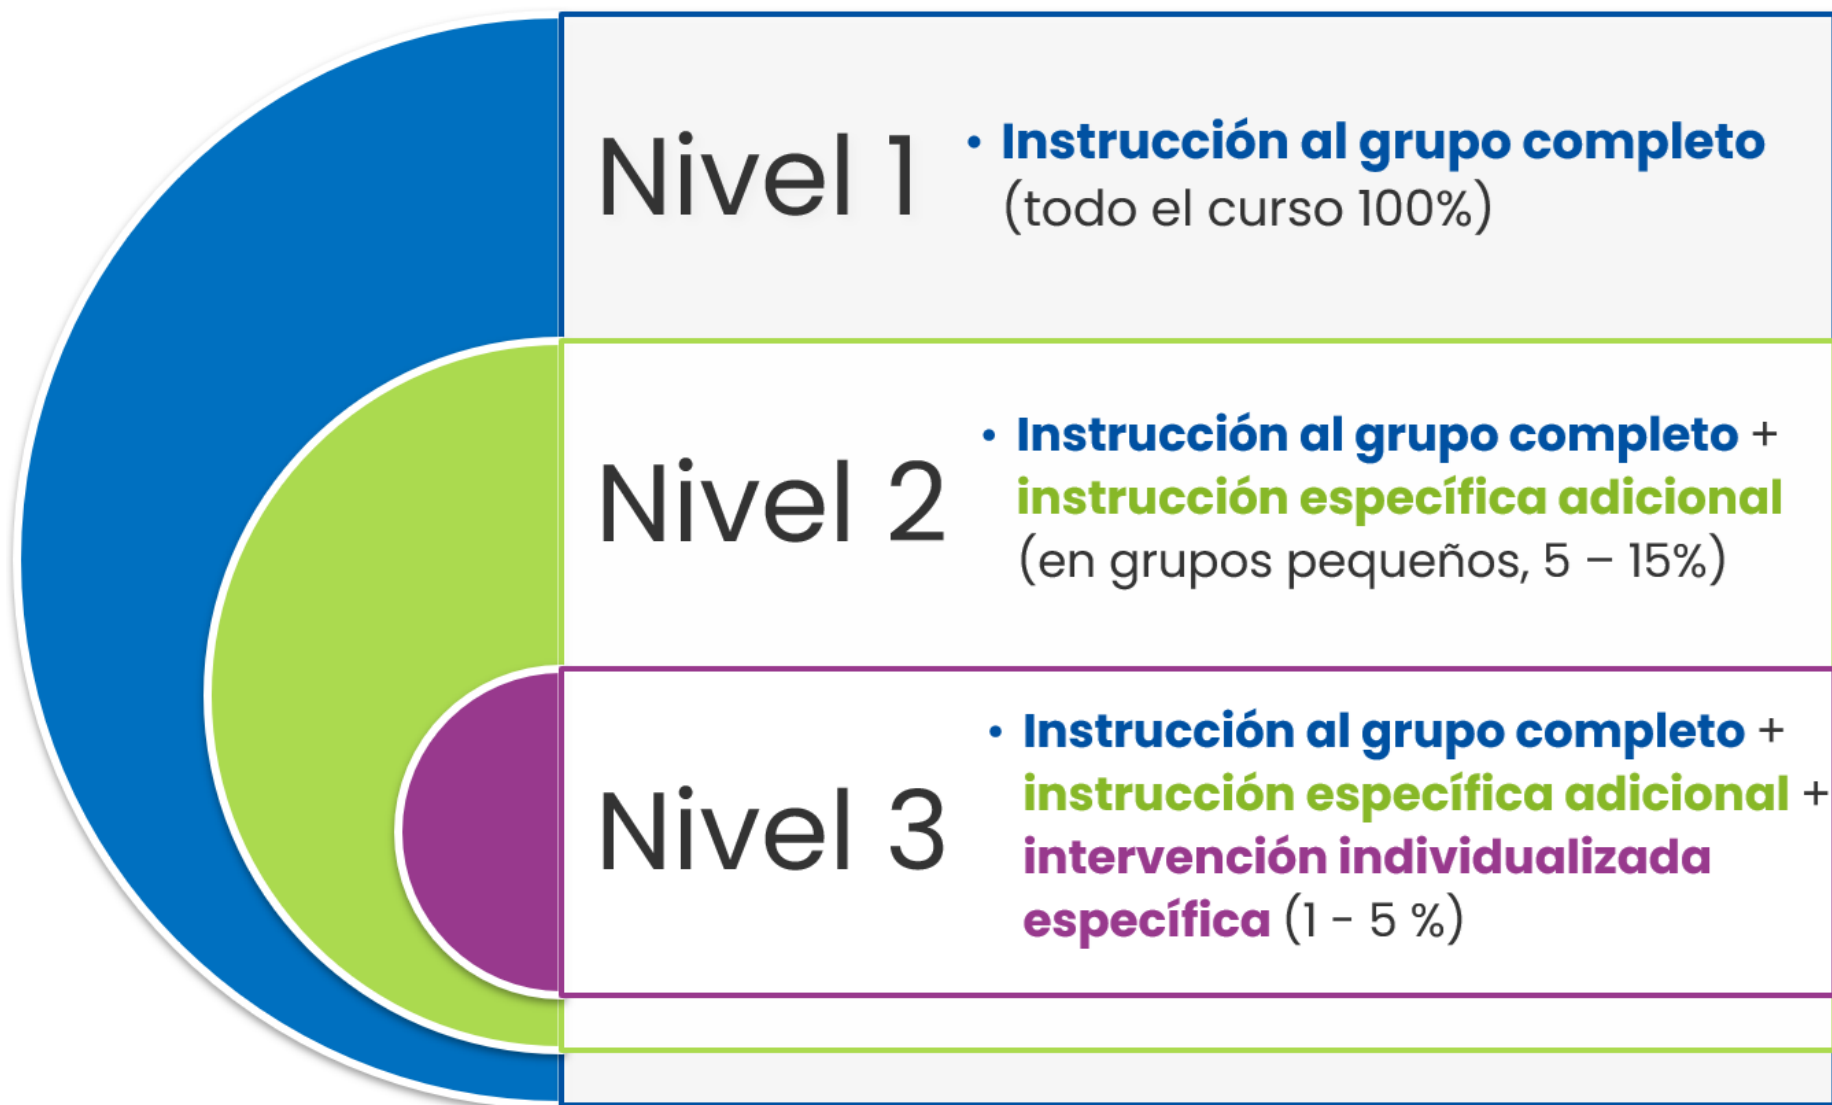 Nivel 1
• Instrucción al grupo completo
(todo el curso 100%)
Nivel 2
• Instrucción al grupo completo +
instrucción específica adicional
(en grupos pequeños, 5 – 15%)
Nivel 3
• Instrucción al grupo completo +
instrucción específica adicional +
intervención individualizada
específica (1 - 5 %)